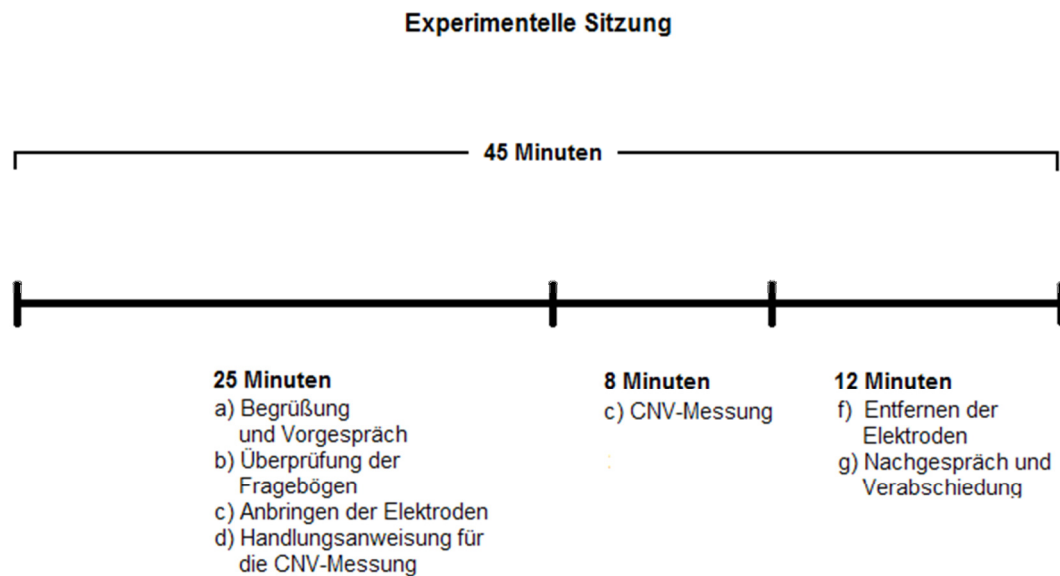 Experimentelle Sitzung
45 Minuten
25 Minuten
a) Begrüßung
und Vorgespräch
b) Überprüfung der
Fragebögen
c) Anbringen der Elektroden
d) Handlungsanweisung für
die CNV-Messung
8 Minuten
c) CNV-Messung
12 Minuten
f) Entfernen der
Elektroden
g) Nachgespräch und
Verabschiedung